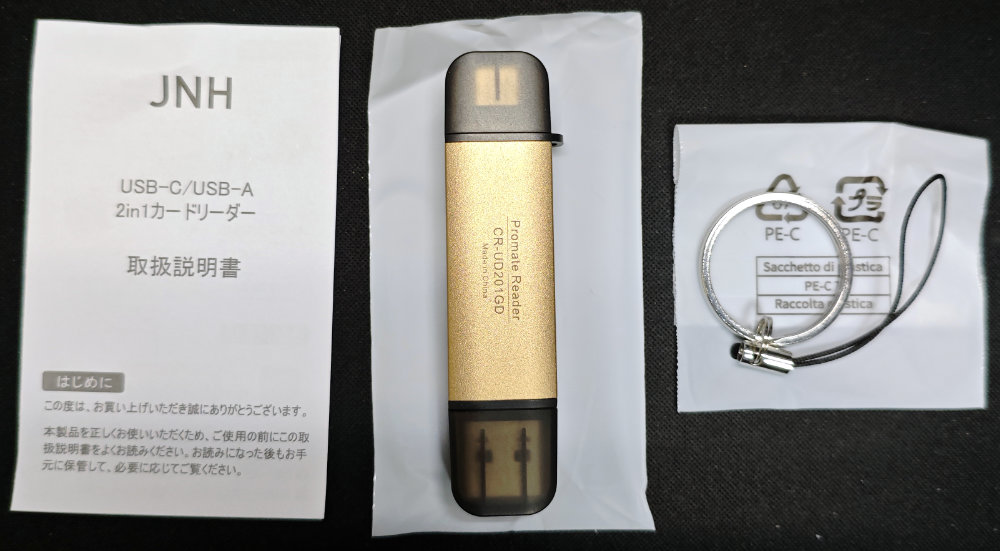 JNH
USB-C/USB-A
2in1カードリーダー
取扱説明書
はじめに
この度は、お買い上げいただき誠にありがとうございます。
本製品を正しくお使いいただくため、ご使用の前にこの取
扱説明書をよくお読みください。お読みになった後もお手
元に保管して、必要に応じてご覧ください。
Promate Reader
CR-UD201GD
Made in China
プラ
PE-C
PE-C
Sacchetto di
PE-C
Raccolta